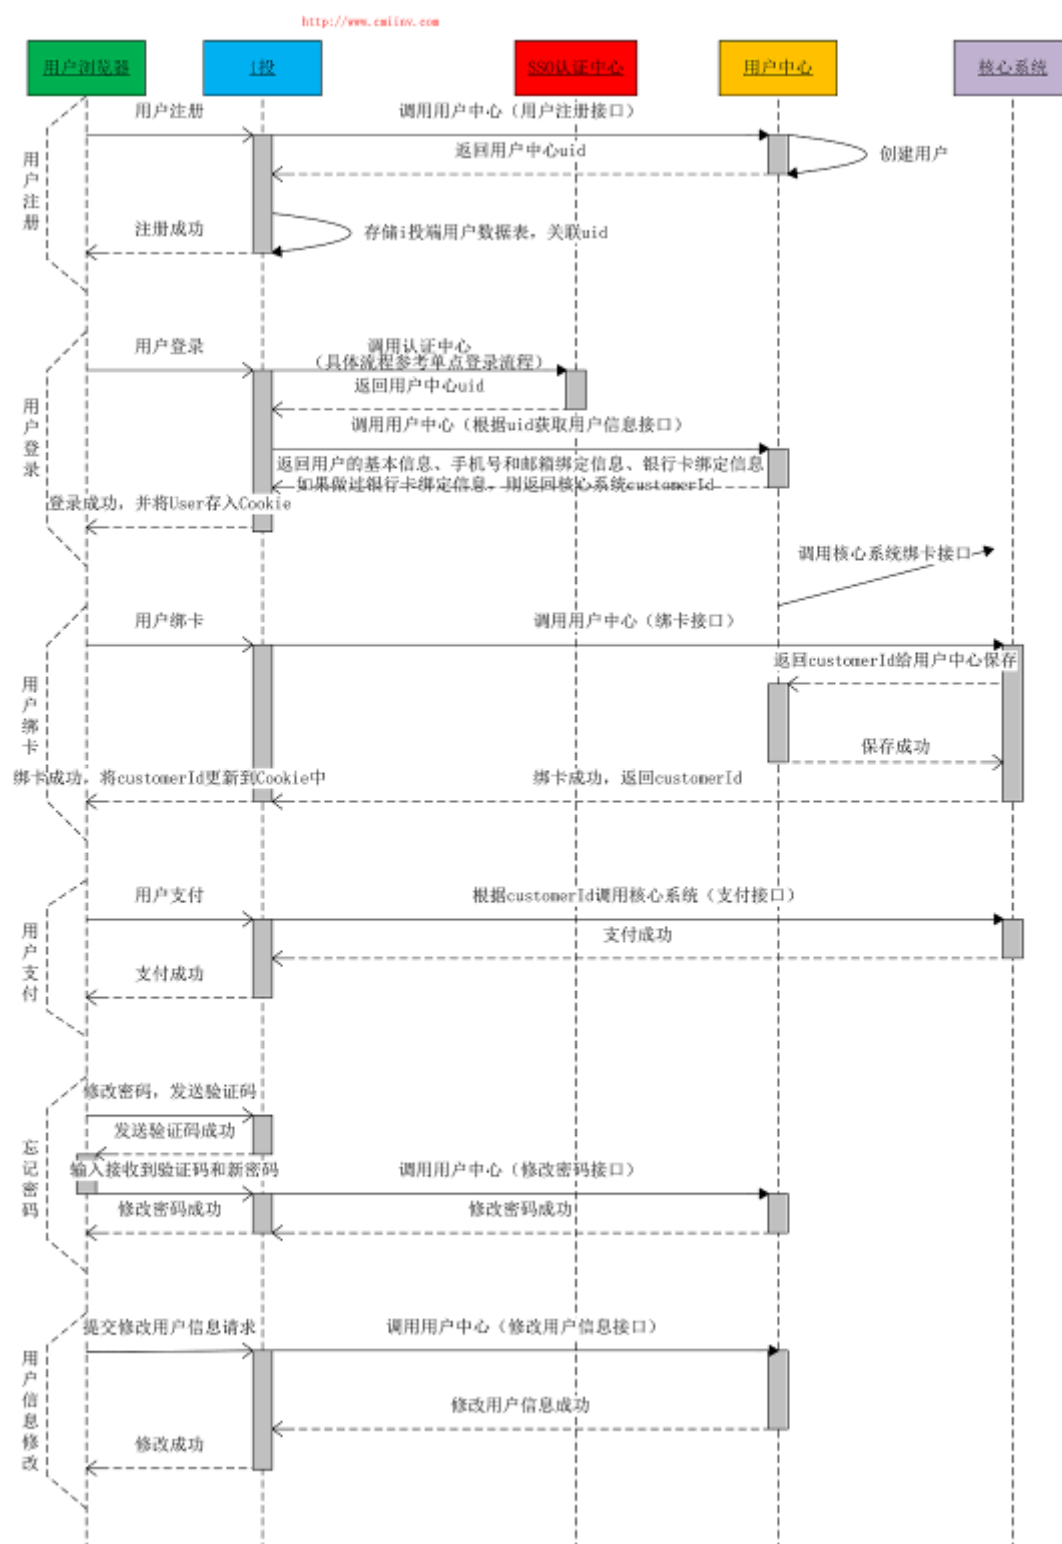 http://www.cmiinv.com
用户浏览器
i投
SSO认证中心
用户中心
核心系统
用户注册
用户注册
调用用户中心（用户注册接口）
返回用户中心uid
创建用户
注册成功
存储i投端用户数据表，关联uid
用户登录
用户登录
调用认证中心
（具体流程参考单点登录流程）
返回用户中心uid
调用用户中心（根据uid获取用户信息接口）
返回用户的基本信息、手机号和邮箱绑定信息、银行卡绑定信息
如果做过银行卡绑定信息，则返回核心系统customerId
登录成功，并将User存入Cookie
调用核心系统绑卡接口
用户绑卡
用户绑卡
调用用户中心（绑卡接口）
返回customerId给用户中心保存
保存成功
绑卡成功，将customerId更新到Cookie中
绑卡成功，返回customerId
用户支付
用户支付
根据customerId调用核心系统（支付接口）
支付成功
支付成功
忘记密码
修改密码，发送验证码
发送验证码成功
输入接收到验证码和新密码
调用用户中心（修改密码接口）
修改密码成功
修改密码成功
用户信息修改
提交修改用户信息请求
调用用户中心（修改用户信息接口）
修改用户信息成功
修改成功